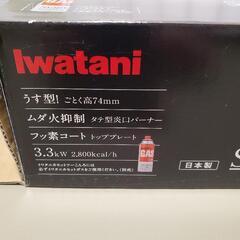 Iwatani
うす型! ごとく高74mm
ムダ火抑制 タテ型炎口バーナー
フッ素コート トッププレート
3.3kW 2,800kcal/h
GAS
日本製